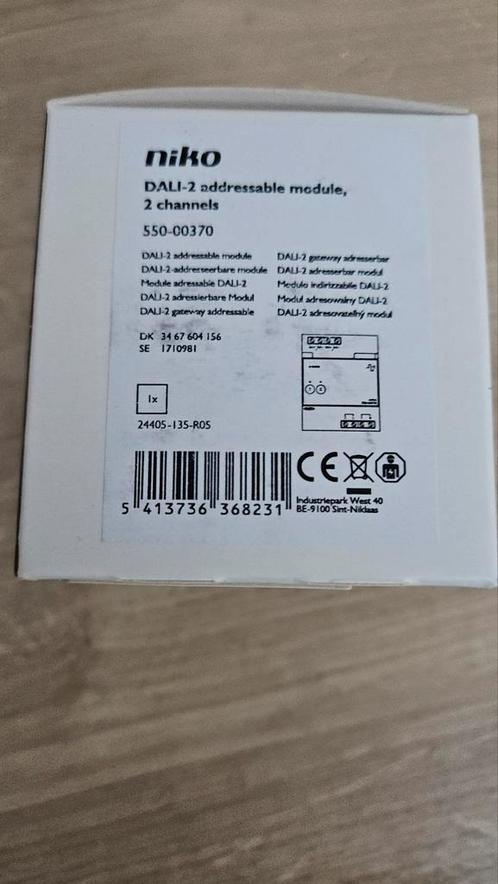 niko
DALI-2 addressable module,
2 channels
550-00370
DALI-2 addressable module
DALI-2-addresseerbare module
Module adressable DALI-2
DALI-2 adressierbare Modul
DALI-2 gateway addressable
DALI-2 gateway adresserbar
DALI-2 adresserbar modul
Modulo indirizzabile DALI-2
Moduł adresowalny DALI-2
DALI-2 adresovateľný modul
DK 34 67 604 156
SE 1710981
1x
24405-135-R05
CE
5 413736 368231
Industriepark West 40
BE-9100 Sint-Niklaas